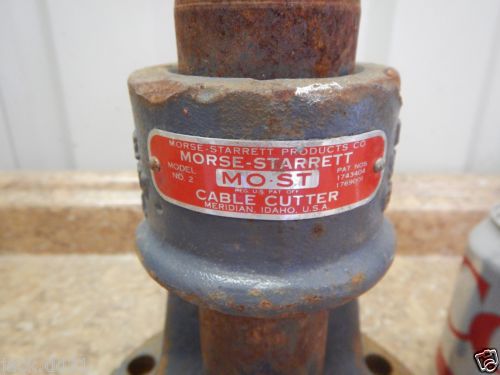 MORSE-STARRETT PRODUCTS CO
MORSE-STARRETT
MODEL
NO. 2
MO-ST
PAT NOS
1743404
1769001
REG. U.S. PAT. OFF.
CABLE CUTTER
MERIDIAN, IDAHO, U.S.A.